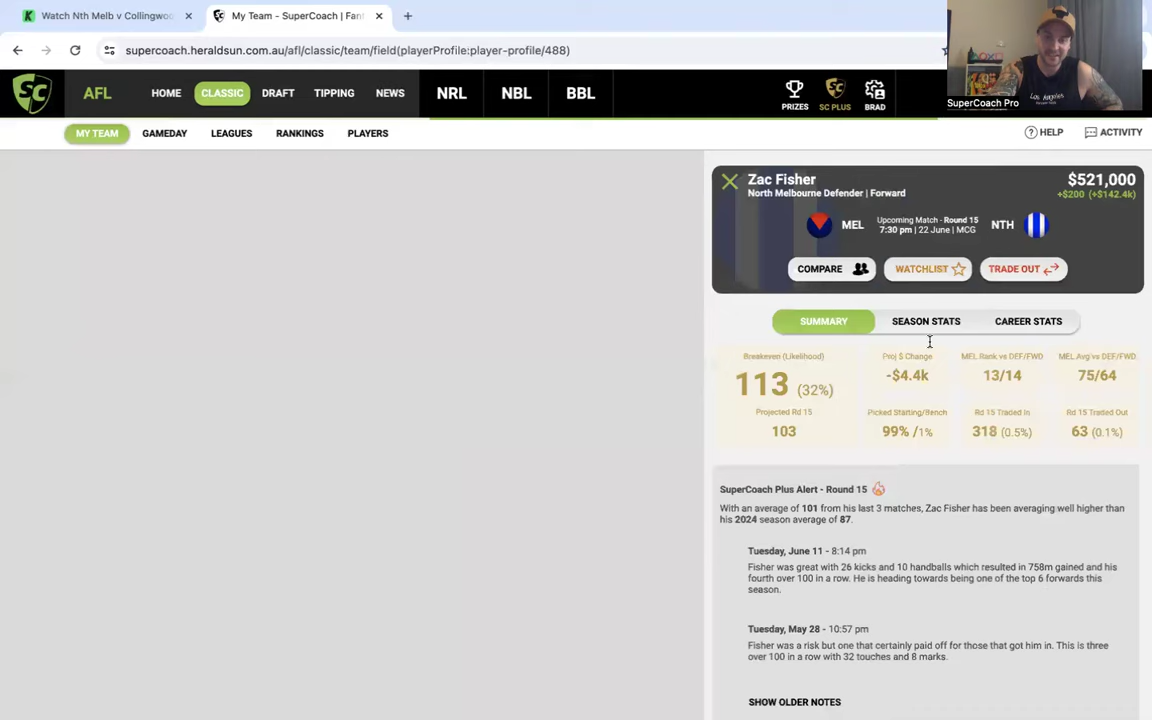 Watch Nth Melb v Collingwoo
My Team - SuperCoach | Fant
supercoach.heraldsun.com.au/afl/classic/team/field(playerProfile:player-profile/488)
SC
AFL
HOME
CLASSIC
DRAFT
TIPPING
NEWS
NRL
NBL
BBL
PRIZES
SC PLUS
BRAD
Los Angeles
SuperCoach Pro
MY TEAM
GAMEDAY
LEAGUES
RANKINGS
PLAYERS
HELP
ACTIVITY
Zac Fisher
$521,000
North Melbourne Defender | Forward
+$200 (+$142.4k)
MEL
Upcoming Match - Round 15
7:30 pm | 22 June | MCG
NTH
COMPARE
WATCHLIST
TRADE OUT
SUMMARY
SEASON STATS
CAREER STATS
Breakeven (Likelihood)
113 (32%)
Projected Rd 15
103
Proj $ Change
-$4.4k
Picked Starting/Bench
99% /1%
MEL Rank vs DEF/FWD
13/14
Rd 15 Traded In
318 (0.5%)
MEL Avg vs DEF/FWD
75/64
Rd 15 Traded Out
63 (0.1%)
SuperCoach Plus Alert - Round 15
With an average of 101 from his last 3 matches, Zac Fisher has been averaging well higher than
his 2024 season average of 87.
Tuesday, June 11 - 8:14 pm
Fisher was great with 26 kicks and 10 handballs which resulted in 758m gained and his
fourth over 100 in a row. He is heading towards being one of the top 6 forwards this
season.
Tuesday, May 28 - 10:57 pm
Fisher was a risk but one that certainly paid off for those that got him in. This is three
over 100 in a row with 32 touches and 8 marks.
SHOW OLDER NOTES